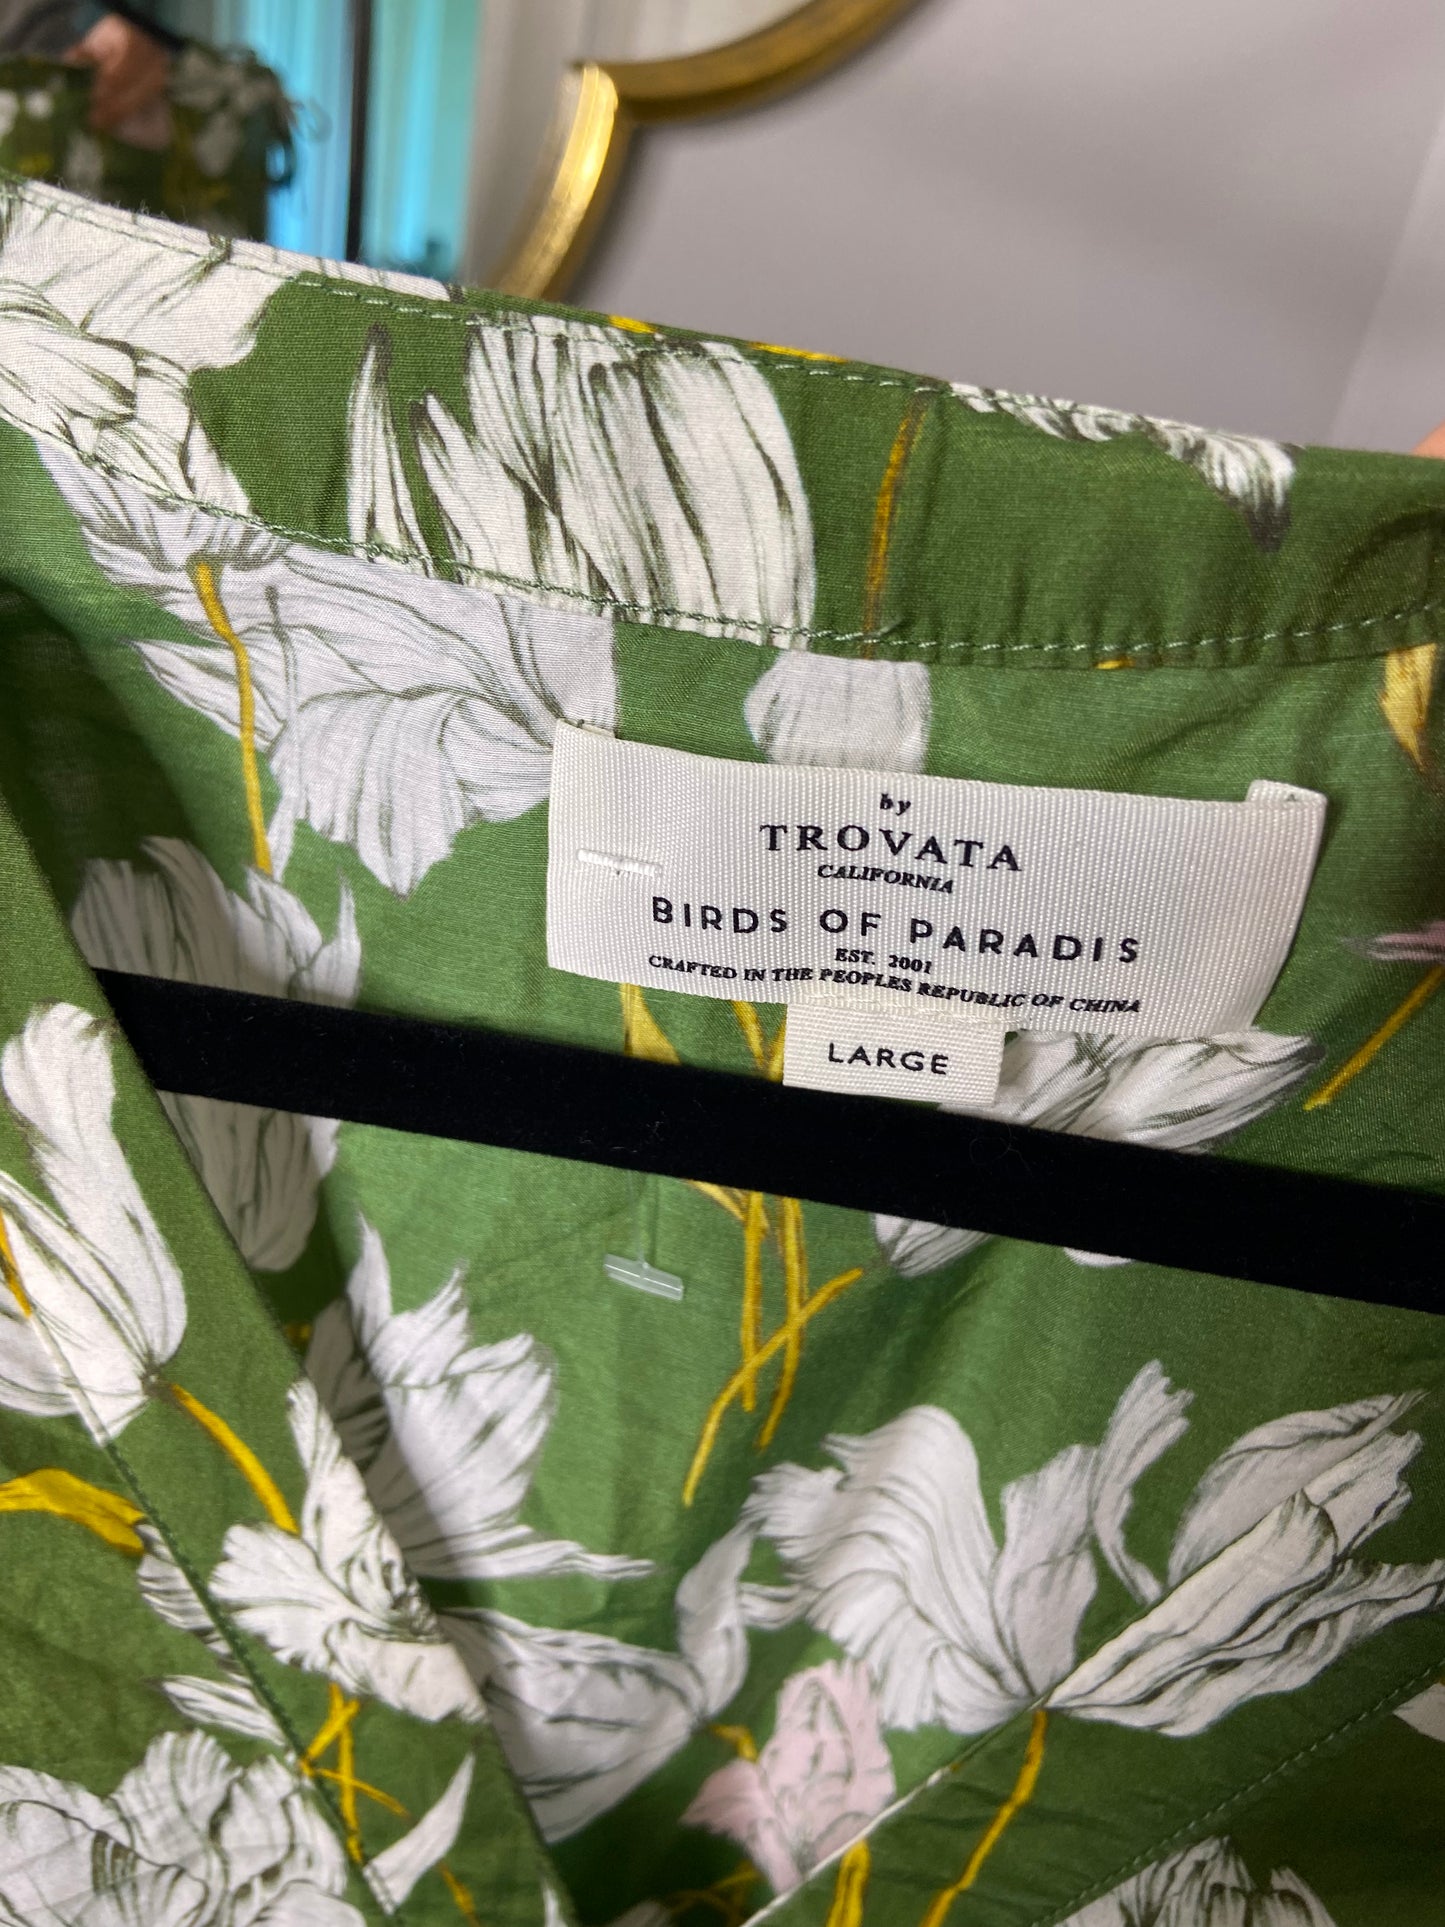 by
TROVATA
CALIFORNIA
BIRDS OF PARADIS
EST. 2001
CRAFTED IN THE PEOPLES REPUBLIC OF CHINA
LARGE